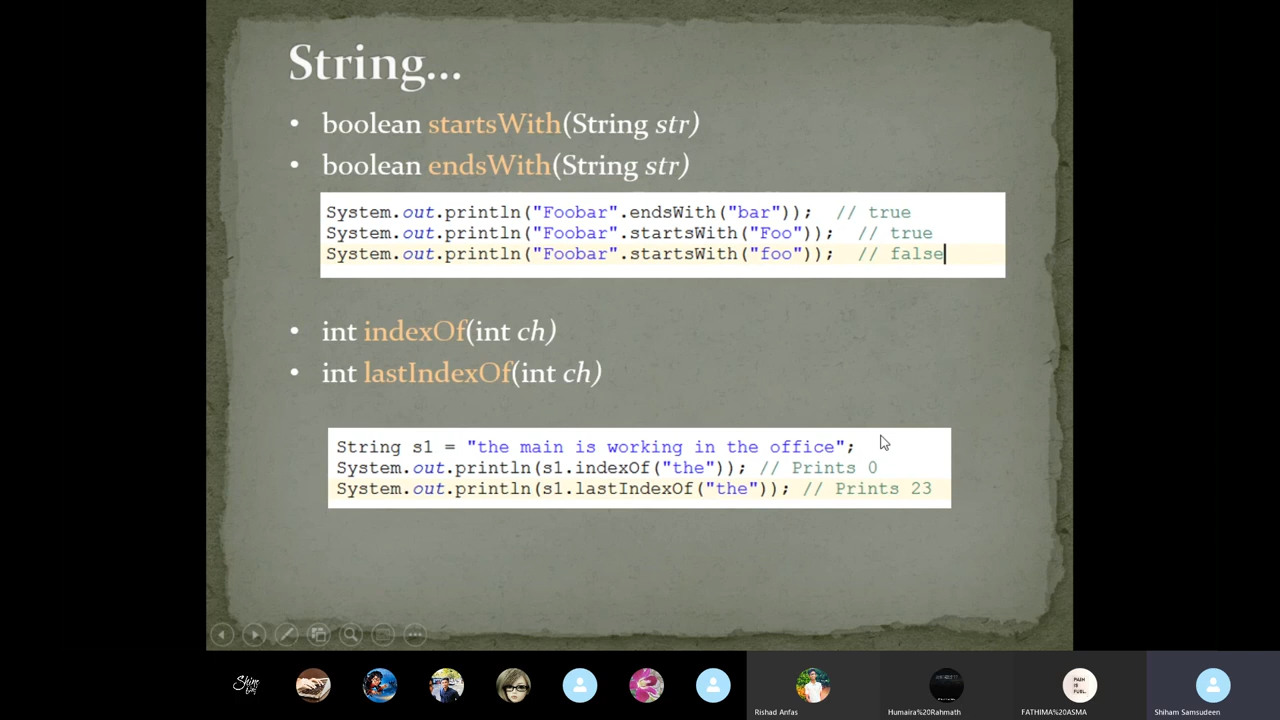 String...
• boolean startsWith(String str)
• boolean endsWith(String str)
System.out.println("Foobar".endsWith("bar"));  // true
System.out.println("Foobar".startsWith("Foo"));  // true
System.out.println("Foobar".startsWith("foo"));  // false
• int indexOf(int ch)
• int lastIndexOf(int ch)
String s1 = "the main is working in the office";
System.out.println(s1.indexOf("the")); // Prints 0
System.out.println(s1.lastIndexOf("the")); // Prints 23
Rishad Anfas
Humaira%20Rahmath
FATHIMA%20ASMA
Shiham Samsudeen